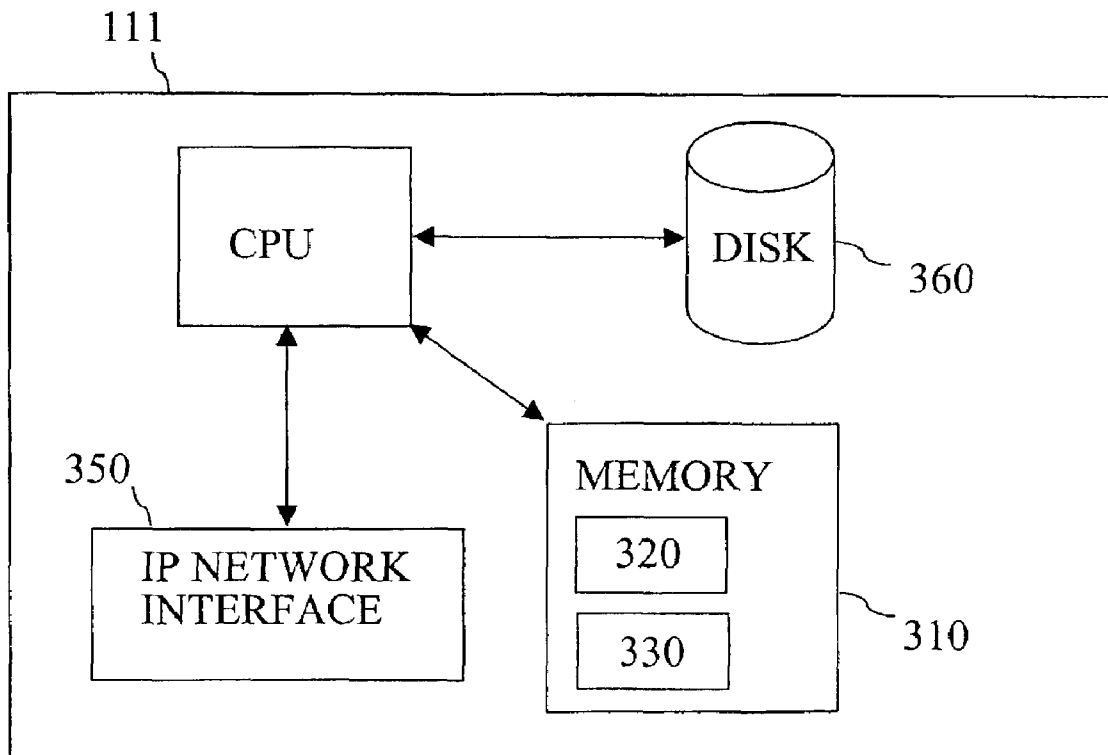 111
CPU
DISK
360
350
MEMORY
IP NETWORK
INTERFACE
320
330
310